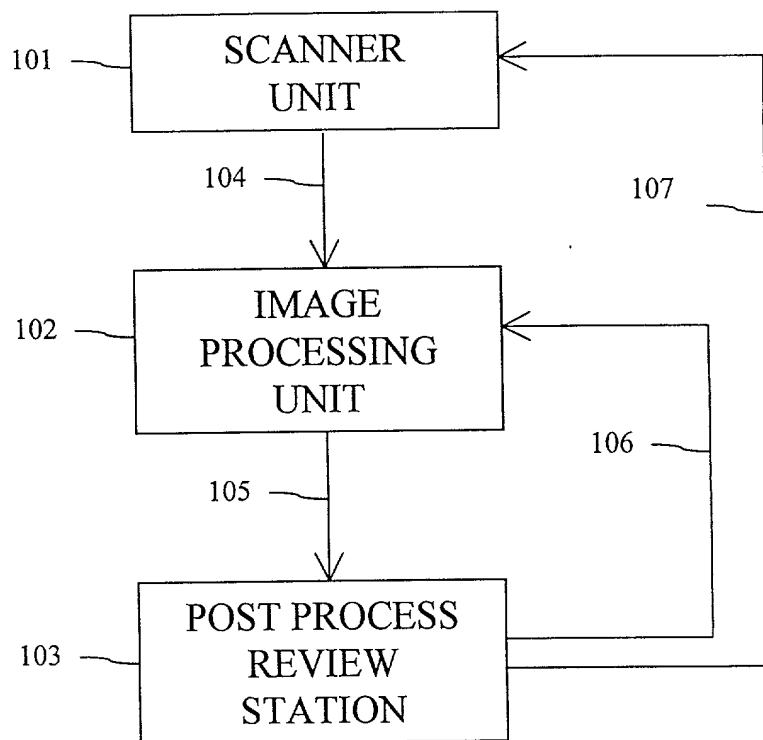 101
SCANNER
UNIT
104
107
102
IMAGE
PROCESSING
UNIT
105
106
103
POST PROCESS
REVIEW
STATION